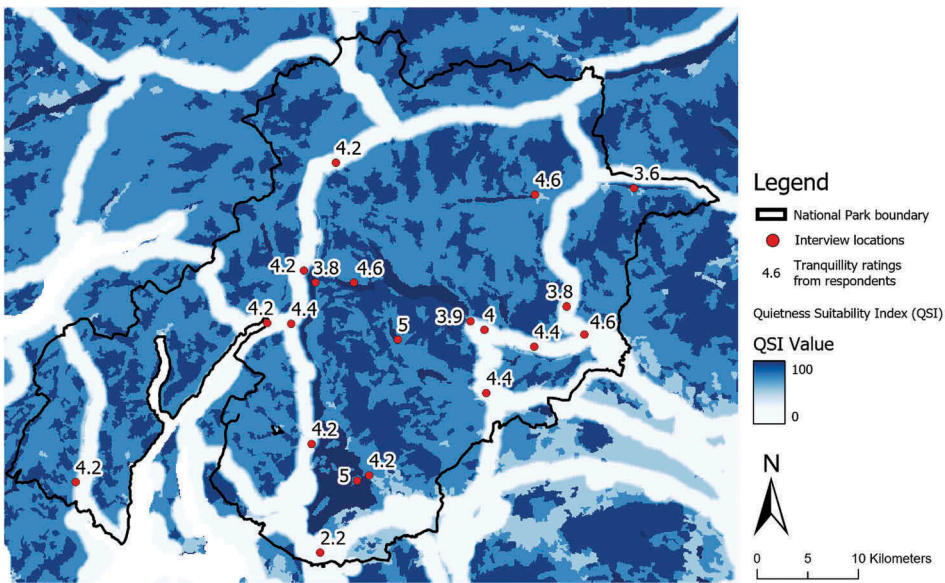 4.2
4.6
3.6
4.2
3.8
4.6
4.2
4.4
5
3.9
4
3.8
4.6
4.4
4.4
4.2
4.2
5
4.2
2.2
Legend
National Park boundary
Interview locations
4.6 Tranquillity ratings
from respondents
Quietness Suitability Index (QSI)
QSI Value
100
0
N
0 5 10 Kilometers